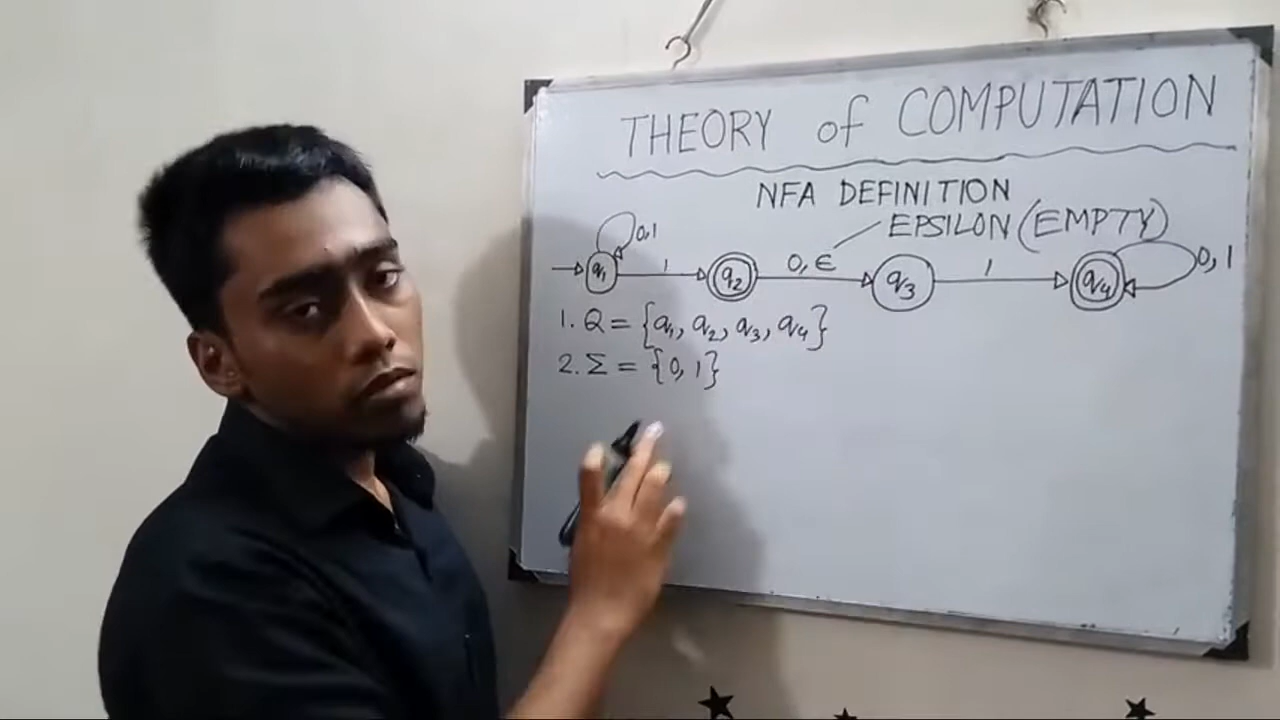 THEORY of COMPUTATION
NFA DEFINITION
EPSILON (EMPTY)
0,1 1 0, ϵ 1 0, 1
q₁ q₂ q₃ q₄
1. Q = {q₁, q₂, q₃, q₄}
2. Σ = {0, 1}